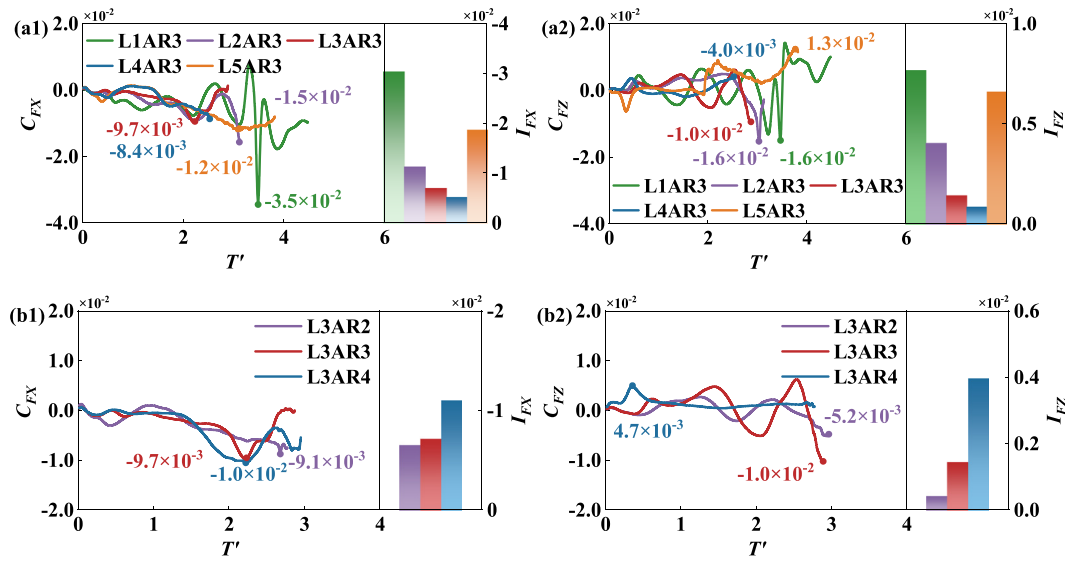 (a1)
×10⁻²
2.0
0.0
-2.0
-4.0
C_FX
L1AR3 L2AR3 L3AR3
L4AR3 L5AR3
-1.5×10⁻²
-9.7×10⁻³
-8.4×10⁻³
-1.2×10⁻²
-3.5×10⁻²
0 2 4 6
T′
×10⁻²
-4
-3
-2
-1
0
I_FX
(a2)
×10⁻²
2.0
0.0
-2.0
-4.0
C_FZ
-4.0×10⁻³
1.3×10⁻²
-1.0×10⁻²
-1.6×10⁻²
-1.6×10⁻²
L1AR3 L2AR3 L3AR3
L4AR3 L5AR3
0 2 4 6
T′
×10⁻²
1.0
0.5
0.0
I_FZ
(b1)
×10⁻²
2.0
1.0
0.0
-1.0
-2.0
C_FX
L3AR2
L3AR3
L3AR4
-9.7×10⁻³
-1.0×10⁻²
-9.1×10⁻³
0 1 2 3 4
T′
×10⁻²
-2
-1
0
I_FX
(b2)
×10⁻²
2.0
1.0
0.0
-1.0
-2.0
C_FZ
L3AR2
L3AR3
L3AR4
4.7×10⁻³
-5.2×10⁻³
-1.0×10⁻²
0 1 2 3 4
T′
×10⁻²
0.6
0.4
0.2
0.0
I_FZ